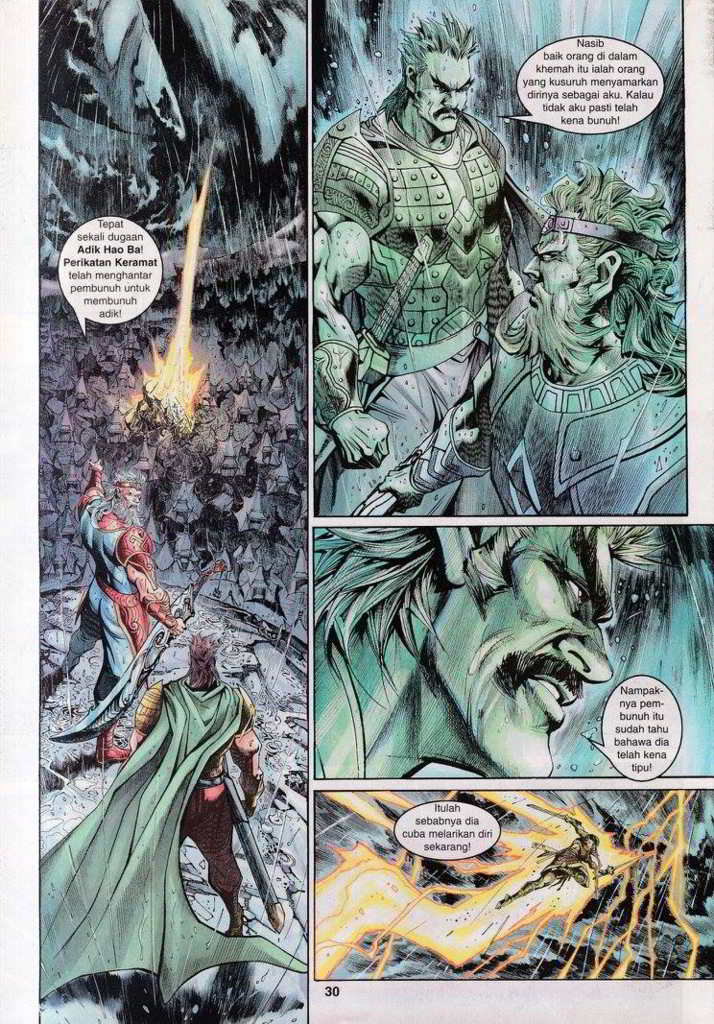 Tepat
sekali dugaan
Adik Hao Ba!
Perikatan Keramat
telah menghantar
pembunuh untuk
membunuh
adik!
Nasib
baik orang di dalam
khemah itu ialah orang
yang kusuruh menyamarkan
dirinya sebagai aku. Kalau
tidak aku pasti telah
kena bunuh!
Nampak-
nya pem-
bunuh itu
sudah tahu
bahawa dia
telah kena
tipu!
Itulah
sebabnya dia
cuba melarikan diri
sekarang!
30